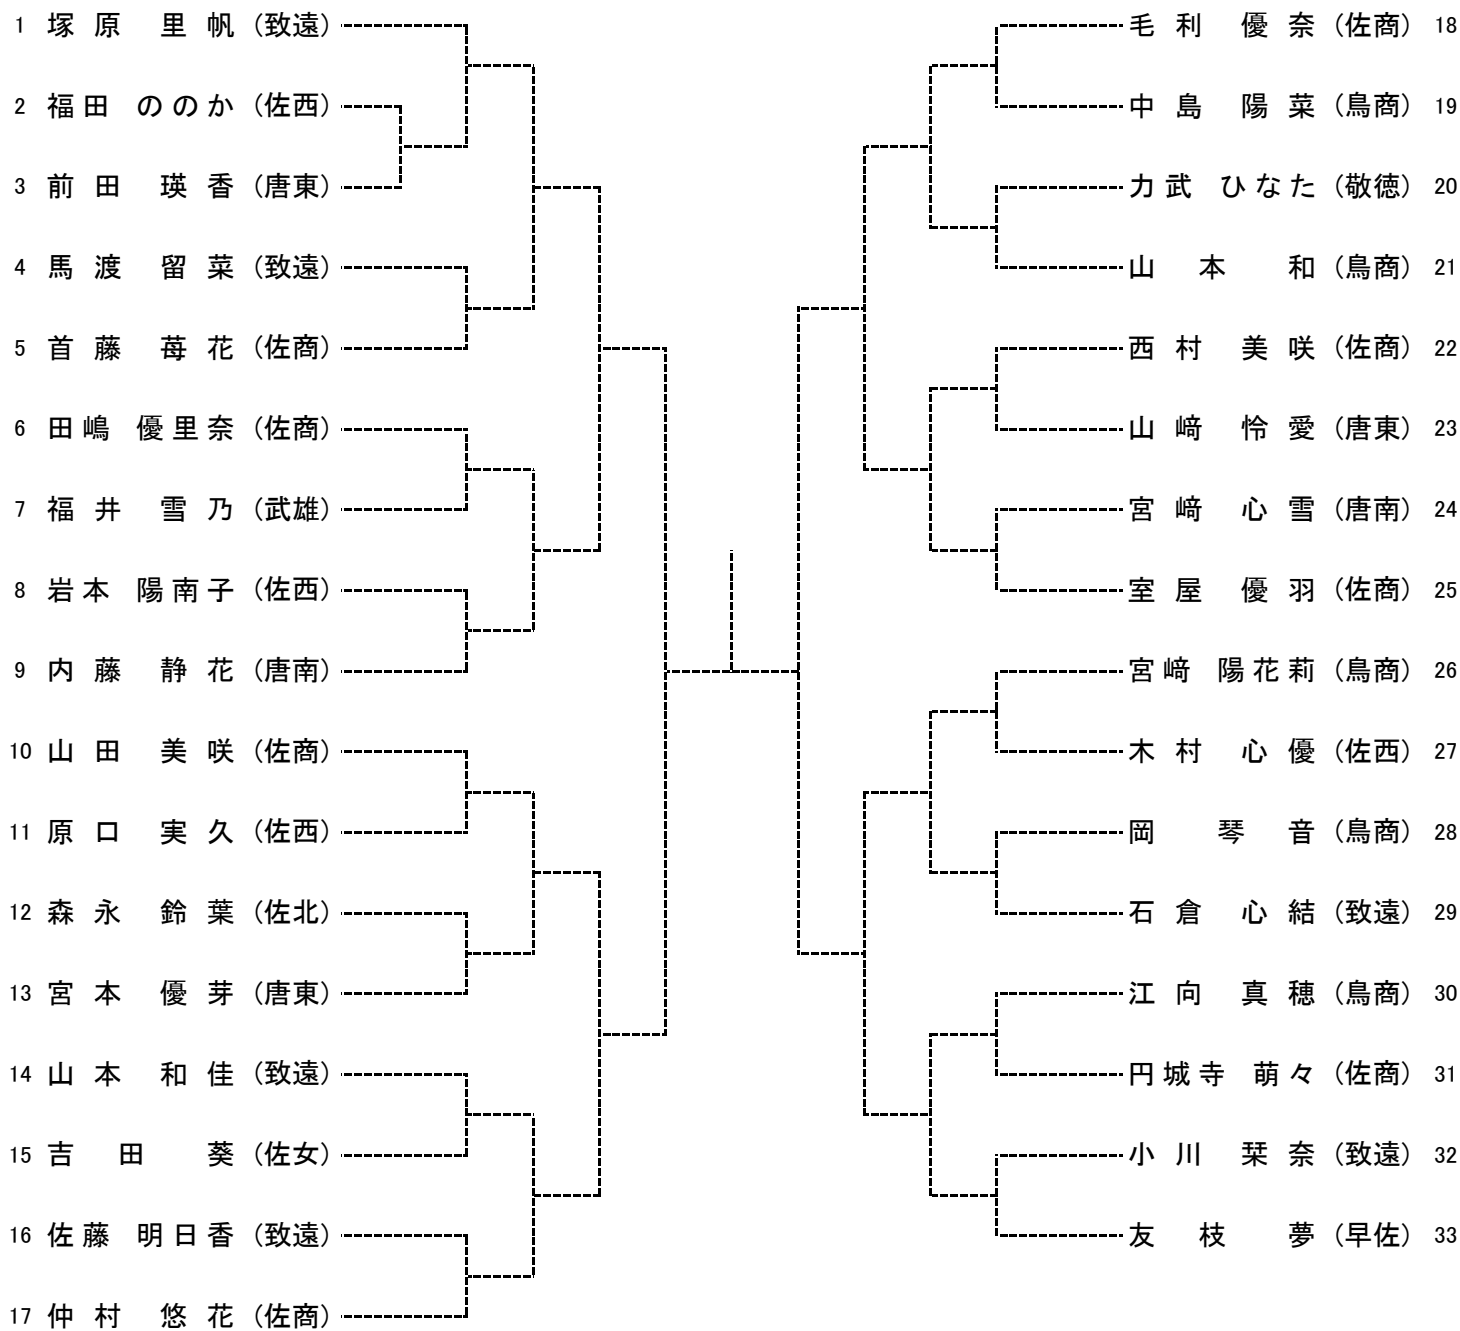 1 塚原 里帆 (致遠)
2 福田 ののか (佐西)
3 前田 瑛香 (唐東)
4 馬渡 留菜 (致遠)
5 首藤 苺花 (佐商)
6 田嶋 優里奈 (佐商)
7 福井 雪乃 (武雄)
8 岩本 陽南子 (佐西)
9 内藤 静花 (唐南)
10 山田 美咲 (佐商)
11 原口 実久 (佐西)
12 森永 鈴葉 (佐北)
13 宮本 優芽 (唐東)
14 山本 和佳 (致遠)
15 吉田 葵 (佐女)
16 佐藤 明日香 (致遠)
17 仲村 悠花 (佐商)
毛利 優奈 (佐商) 18
中島 陽菜 (鳥商) 19
力武 ひなた (敬徳) 20
山本 和 (鳥商) 21
西村 美咲 (佐商) 22
山﨑 怜愛 (唐東) 23
宮﨑 心雪 (唐南) 24
室屋 優羽 (佐商) 25
宮﨑 陽花莉 (鳥商) 26
木村 心優 (佐西) 27
岡 琴音 (鳥商) 28
石倉 心結 (致遠) 29
江向 真穂 (鳥商) 30
円城寺 萌々 (佐商) 31
小川 栞奈 (致遠) 32
友枝 夢 (早佐) 33